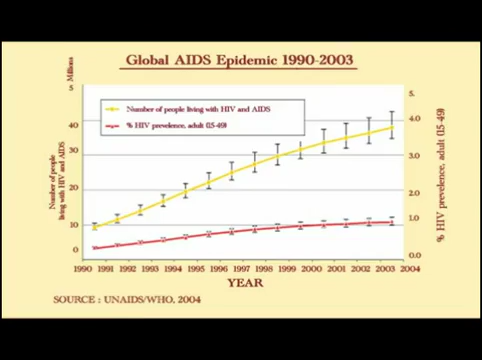 Global AIDS Epidemic 1990-2003
Millions
5
40
30
20
10
0
Number of people
living with HIV and AIDS
Number of people living with HIV and AIDS
% HIV prevelence, adult (15-49)
5.
4.0
3.0
2.0
1.0
0.0
% HIV prevelence, adult (15-49)
1990 1991 1992 1993 1994 1995 1996 1997 1998 1999 2000 2001 2002 2003 2004
YEAR
SOURCE : UNAIDS/WHO, 2004